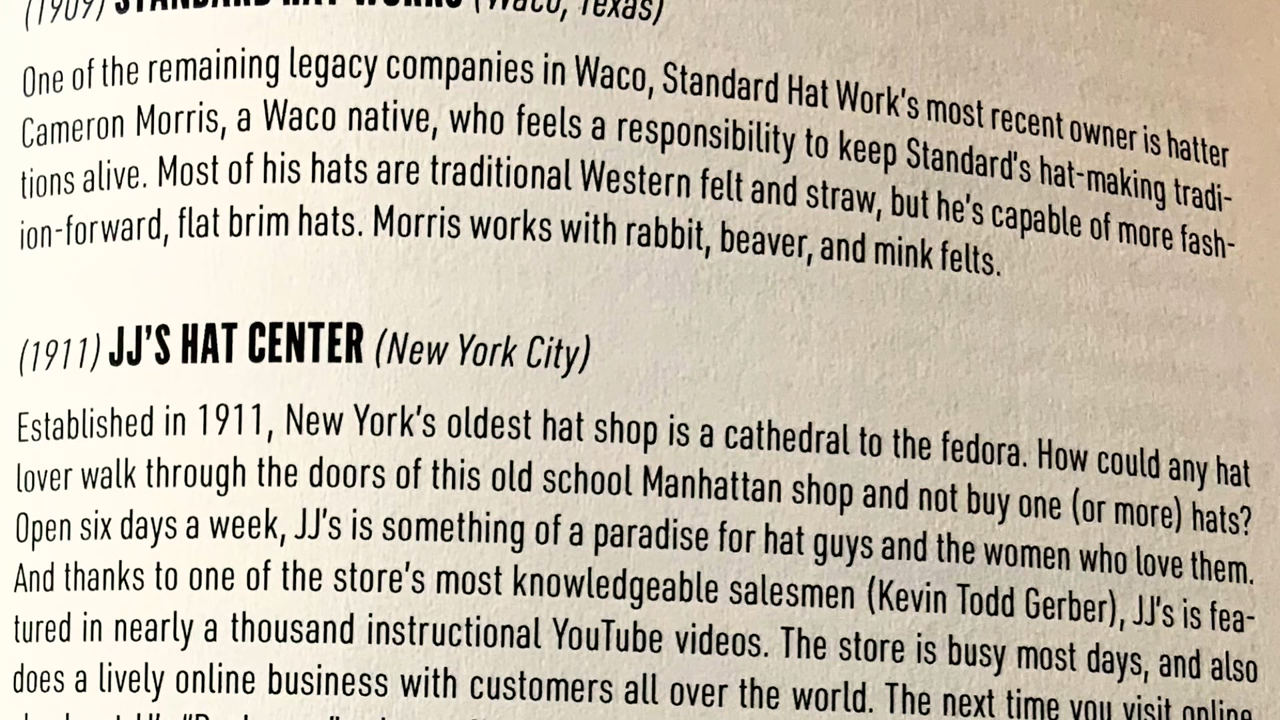 (1909) STANDARD HAT WORKS (Waco, Texas)
One of the remaining legacy companies in Waco, Standard Hat Work's most recent owner is hatter
Cameron Morris, a Waco native, who feels a responsibility to keep Standard's hat-making tradi-
tions alive. Most of his hats are traditional Western felt and straw, but he's capable of more fash-
ion-forward, flat brim hats. Morris works with rabbit, beaver, and mink felts.
(1911) JJ'S HAT CENTER (New York City)
Established in 1911, New York's oldest hat shop is a cathedral to the fedora. How could any hat
lover walk through the doors of this old school Manhattan shop and not buy one (or more) hats?
Open six days a week, JJ's is something of a paradise for hat guys and the women who love them.
And thanks to one of the store's most knowledgeable salesmen (Kevin Todd Gerber), JJ's is fea-
tured in nearly a thousand instructional YouTube videos. The store is busy most days, and also
does a lively online business with customers all over the world. The next time you visit online,